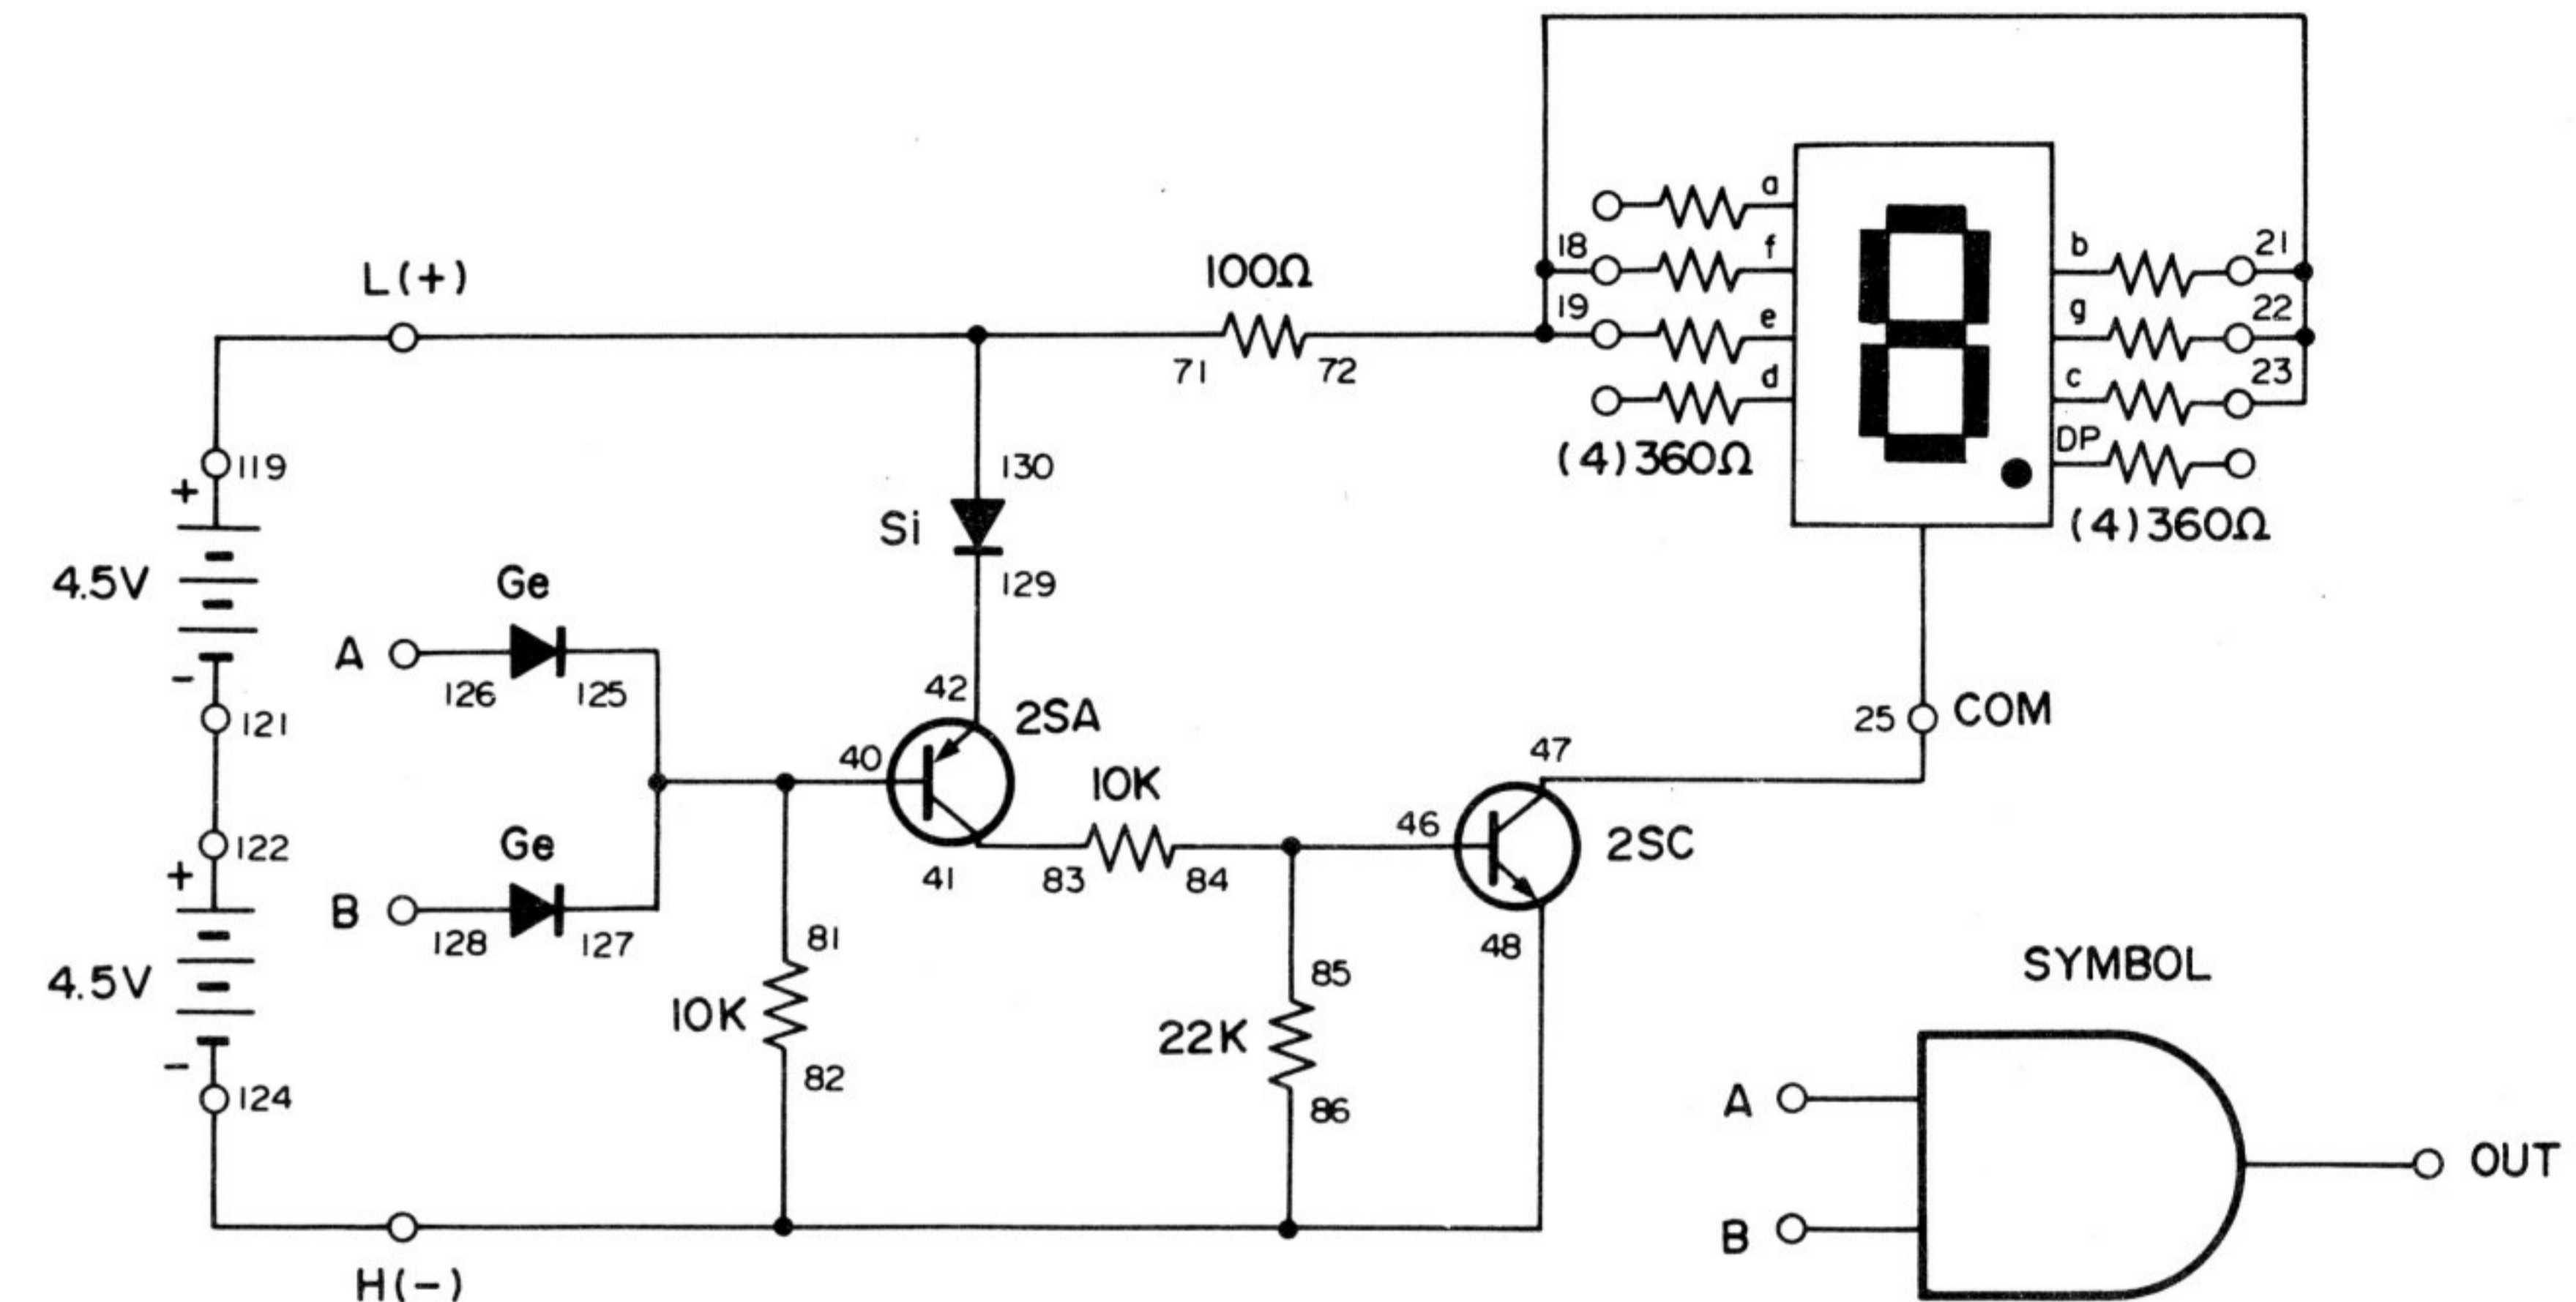 L(+)
100Ω
71
72
119
+
4.5V
-
121
122
+
4.5V
-
124
H(-)
Si
130
129
Ge
A
126
125
Ge
B
128
127
40
42
2SA
41
81
10K
82
10K
83
84
85
22K
86
46
47
2SC
48
a
18
f
19
e
d
(4)360Ω
b
21
g
22
c
23
DP
(4)360Ω
25
COM
SYMBOL
A
B
OUT